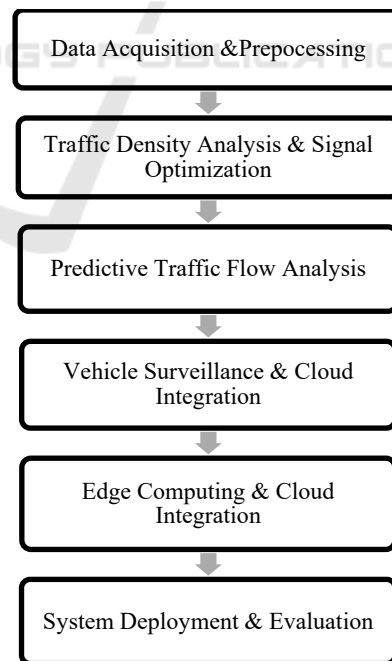 Data Acquisition &Prepocessing
Traffic Density Analysis & Signal
Optimization
Predictive Traffic Flow Analysis
Vehicle Surveillance & Cloud
Integration
Edge Computing & Cloud
Integration
System Deployment & Evaluation